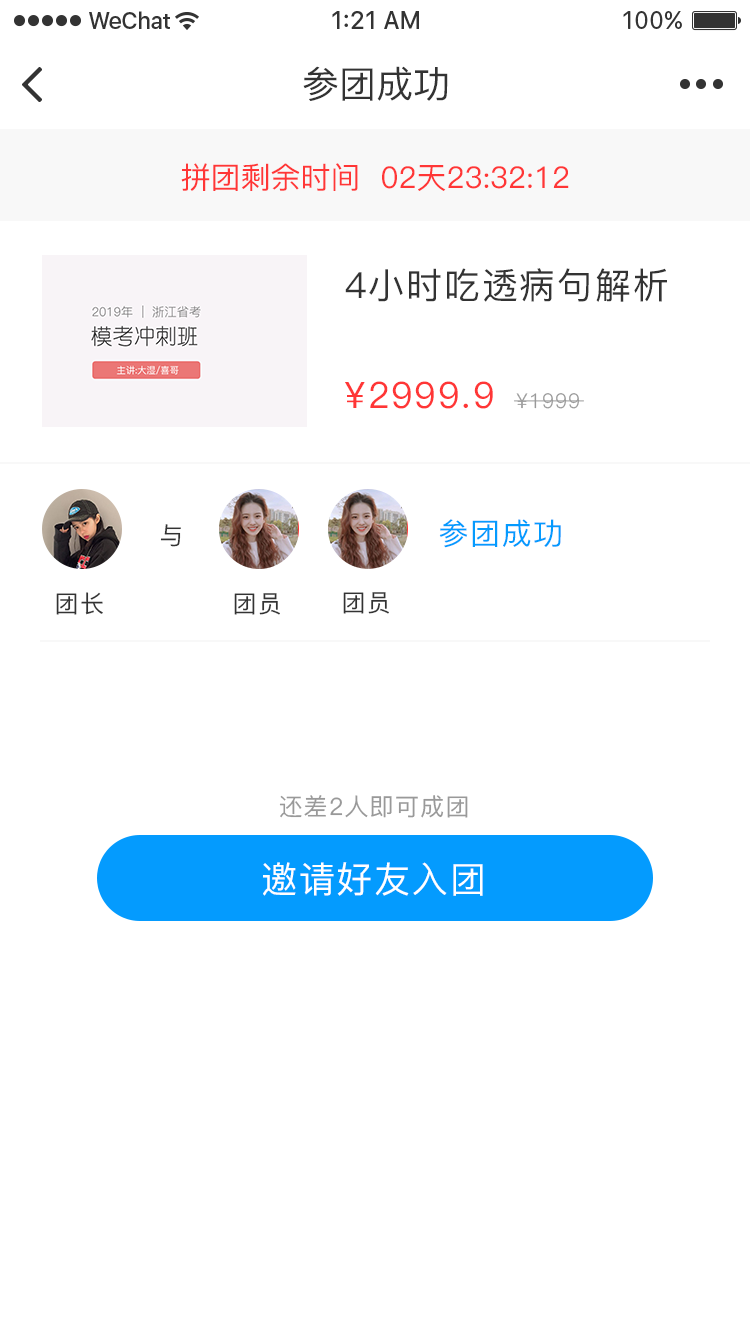 WeChat 1:21 AM 100%
参团成功
拼团剩余时间 02天23:32:12
2019年 | 浙江省考
模考冲刺班
主讲:大湿/喜哥
4小时吃透病句解析
¥2999.9 ¥1999
与 参团成功
团长 团员 团员
还差2人即可成团
邀请好友入团